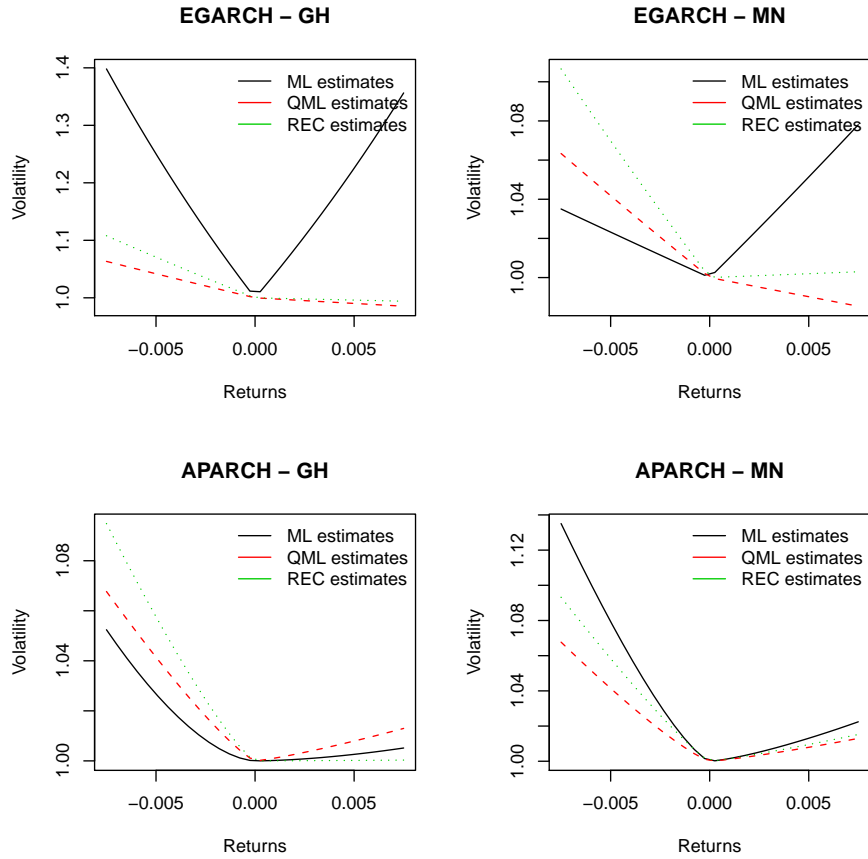 EGARCH − GH
1.4
1.3
1.2
1.1
1.0
Volatility
ML estimates
QML estimates
REC estimates
−0.005
0.000
0.005
Returns
EGARCH − MN
1.08
1.04
1.00
Volatility
ML estimates
QML estimates
REC estimates
−0.005
0.000
0.005
Returns
APARCH − GH
1.08
1.04
1.00
Volatility
ML estimates
QML estimates
REC estimates
−0.005
0.000
0.005
Returns
APARCH − MN
1.12
1.08
1.04
1.00
Volatility
ML estimates
QML estimates
REC estimates
−0.005
0.000
0.005
Returns